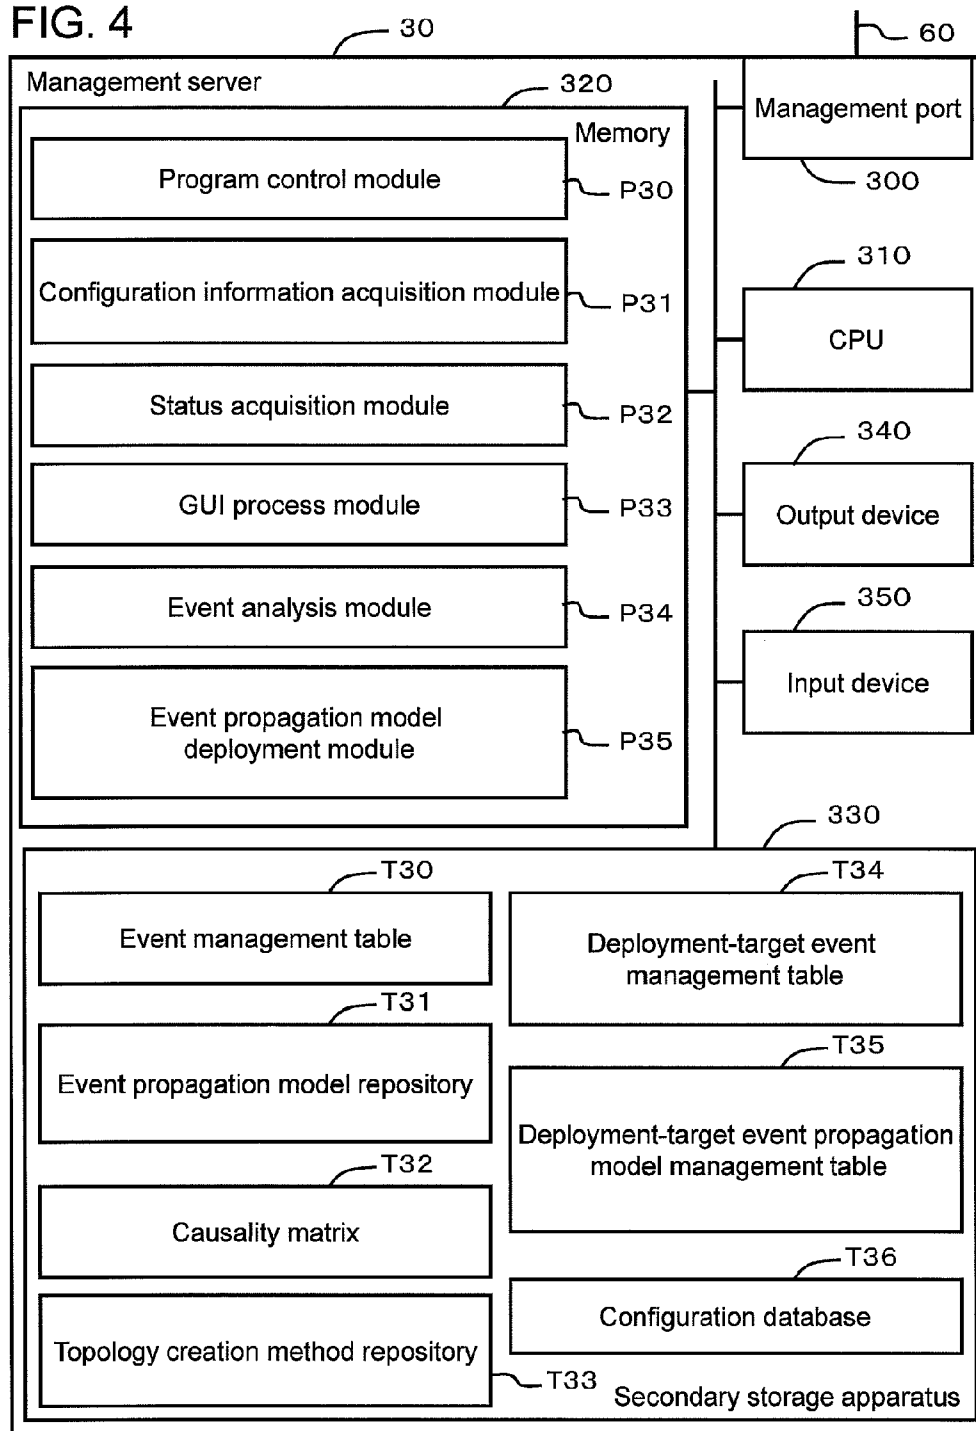 FIG. 4
30
60
Management server
320
Memory
Management port
300
Program control module
P30
Configuration information acquisition module
P31
310
CPU
Status acquisition module
P32
340
Output device
GUI process module
P33
Event analysis module
P34
350
Input device
Event propagation model
deployment module
P35
330
T30
Event management table
T34
Deployment-target event
management table
T31
Event propagation model repository
T35
Deployment-target event propagation
model management table
T32
Causality matrix
T36
Configuration database
Topology creation method repository
T33
Secondary storage apparatus